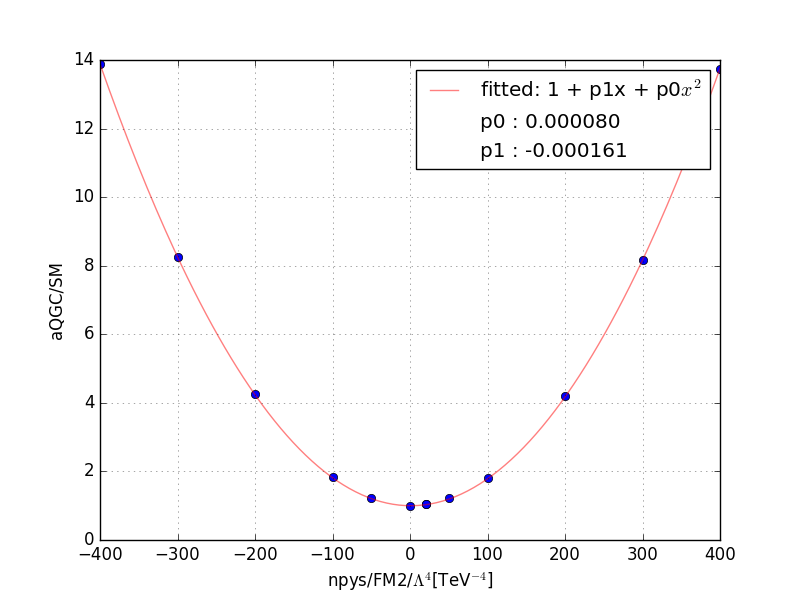 14
12
10
8
6
4
2
0
aQGC/SM
fitted: 1 + p1x + p0x²
p0 : 0.000080
p1 : -0.000161
−400 −300 −200 −100 0 100 200 300 400
npys/FM2/Λ⁴[TeV⁻⁴]